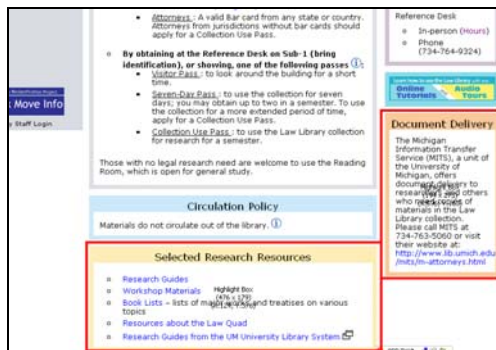 Attorneys : A valid Bar card from any state or country.
Attorneys from jurisdictions without bar cards should
apply for a Collection Use Pass.
By obtaining at the Reference Desk on Sub-1 (bring
identification), or showing, one of the following passes
Visitor Pass : to look around the building for a short
time.
Seven-Day Pass : to use the collection for seven
days; you may obtain up to two in a semester. To use
the collection for a more extended period of time,
apply for a Collection Use Pass.
Collection Use Pass : to use the Law Library collection
for research for a semester.
Those with no legal research need are welcome to use the Reading
Room, which is open for general study.
Circulation Policy
Materials do not circulate out of the library.
Selected Research Resources
Research Guides
Workshop Materials
Book Lists – lists of major works and treatises on various
topics
Resources about the Law Quad
Research Guides from the UM University Library System
Highlight Box
(476 x 179)
Move Info
Staff Login
Reference Desk
In-person (Hours)
Phone
(734-764-9324)
Learn how to use the Law Library
Online Tutorials
Audio Tours
Document Delivery
The Michigan
Information Transfer
Service (MITS), a unit of
the University of
Michigan, offers
document delivery to
researchers and others
who need copies of
materials in the Law
Library collection.
Please call MITS at
734-763-5060 or visit
their website at:
http://www.lib.umich.edu
/mits/m-attorneys.html